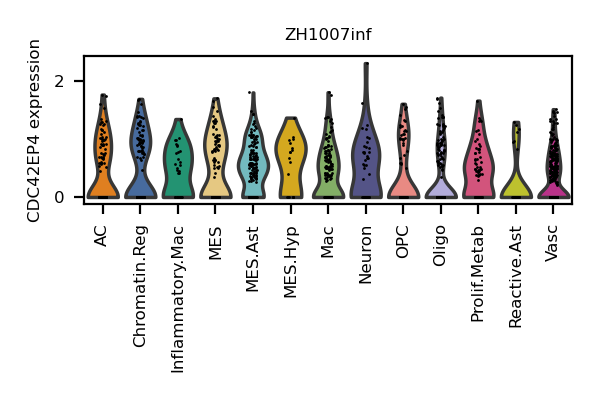 ZH1007inf
CDC42EP4 expression
2
0
AC
Chromatin.Reg
Inflammatory.Mac
MES
MES.Ast
MES.Hyp
Mac
Neuron
OPC
Oligo
Prolif.Metab
Reactive.Ast
Vasc